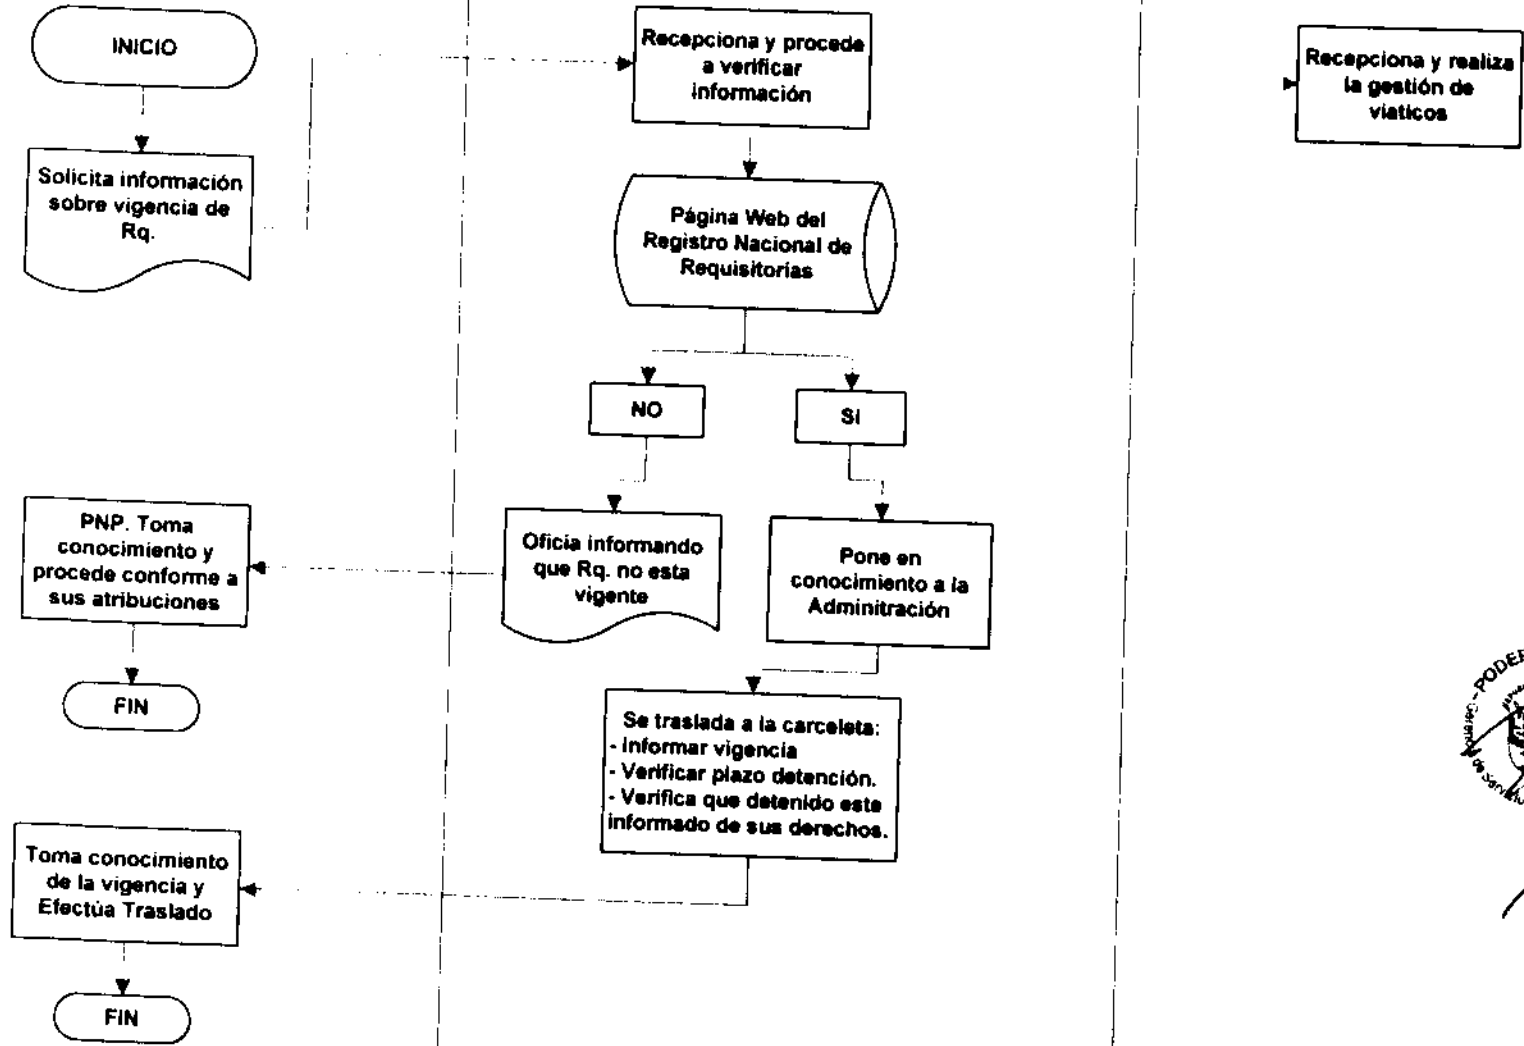 INICIO
Solicita información
sobre vigencia de
Rq.
Recepciona y procede
a verificar
información
Recepciona y realiza
la gestión de
viaticos
Página Web del
Registro Nacional de
Requisitorías
NO
SI
Oficia informando
que Rq. no esta
vigente
Pone en
conocimiento a la
Adminitración
PNP. Toma
conocimiento y
procede conforme a
sus atribuciones
FIN
Se traslada a la carceleta:
- Informar vigencia
- Verificar plazo detención.
- Verifica que detenido este
informado de sus derechos.
Toma conocimiento
de la vigencia y
Efectúa Traslado
FIN